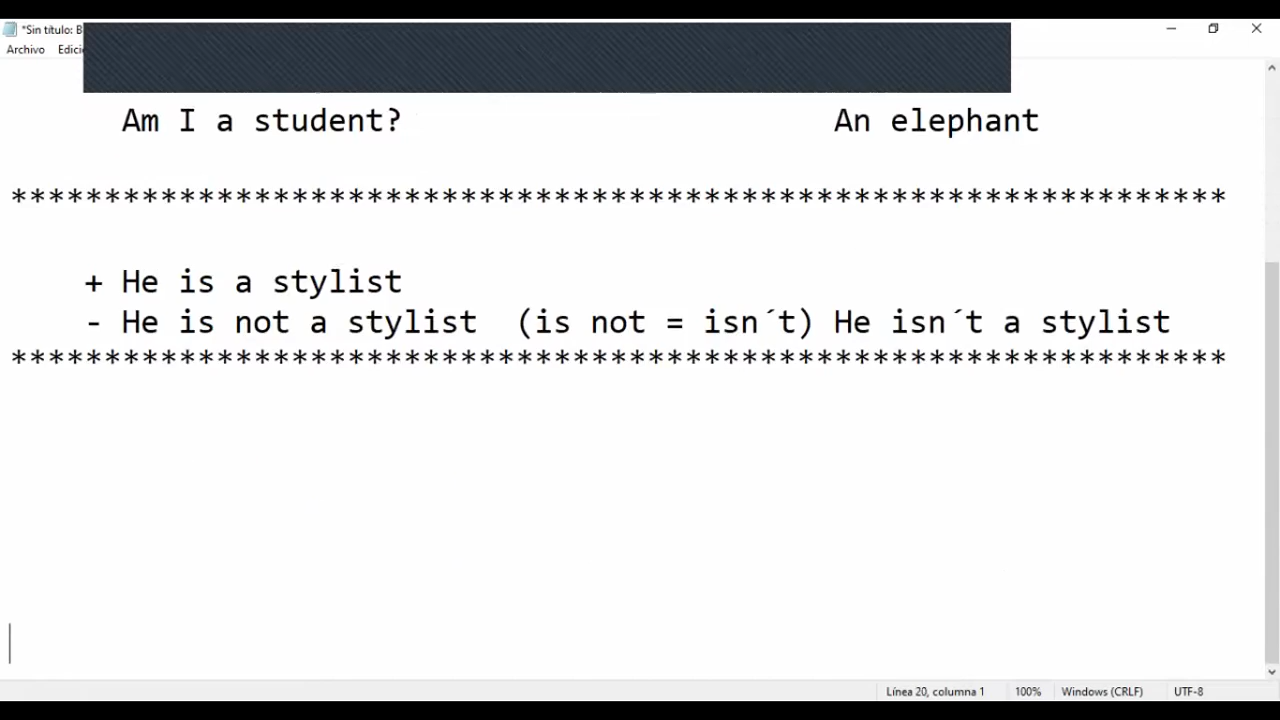 *Sin título: B
Archivo Edici
Am I a student? An elephant
*****************************************************************
+ He is a stylist
- He is not a stylist (is not = isn´t) He isn´t a stylist
*****************************************************************
Línea 20, columna 1 100% Windows (CRLF) UTF-8